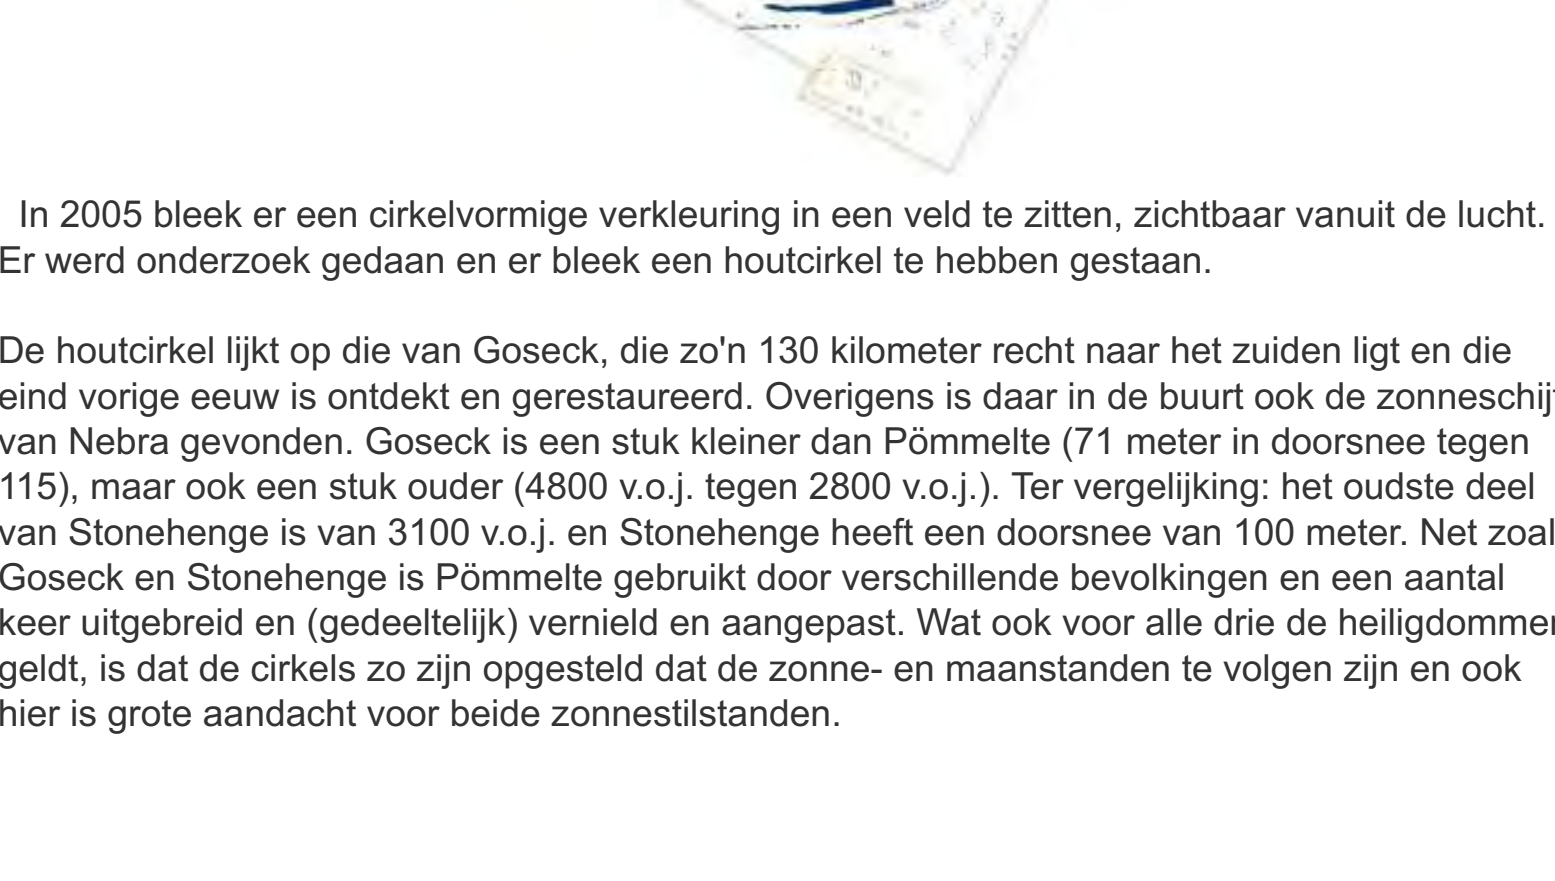 In 2005 bleek er een cirkelvormige verkleuring in een veld te zitten, zichtbaar vanuit de lucht.
Er werd onderzoek gedaan en er bleek een houtcirkel te hebben gestaan.
De houtcirkel lijkt op die van Goseck, die zo'n 130 kilometer recht naar het zuiden ligt en die
eind vorige eeuw is ontdekt en gerestaureerd. Overigens is daar in de buurt ook de zonneschijf
van Nebra gevonden. Goseck is een stuk kleiner dan Pömmelte (71 meter in doorsnee tegen
115), maar ook een stuk ouder (4800 v.o.j. tegen 2800 v.o.j.). Ter vergelijking: het oudste deel
van Stonehenge is van 3100 v.o.j. en Stonehenge heeft een doorsnee van 100 meter. Net zoal
Goseck en Stonehenge is Pömmelte gebruikt door verschillende bevolkingen en een aantal
keer uitgebreid en (gedeeltelijk) vernield en aangepast. Wat ook voor alle drie de heiligdommen
geldt, is dat de cirkels zo zijn opgesteld dat de zonne- en maanstanden te volgen zijn en ook
hier is grote aandacht voor beide zonnestilstanden.